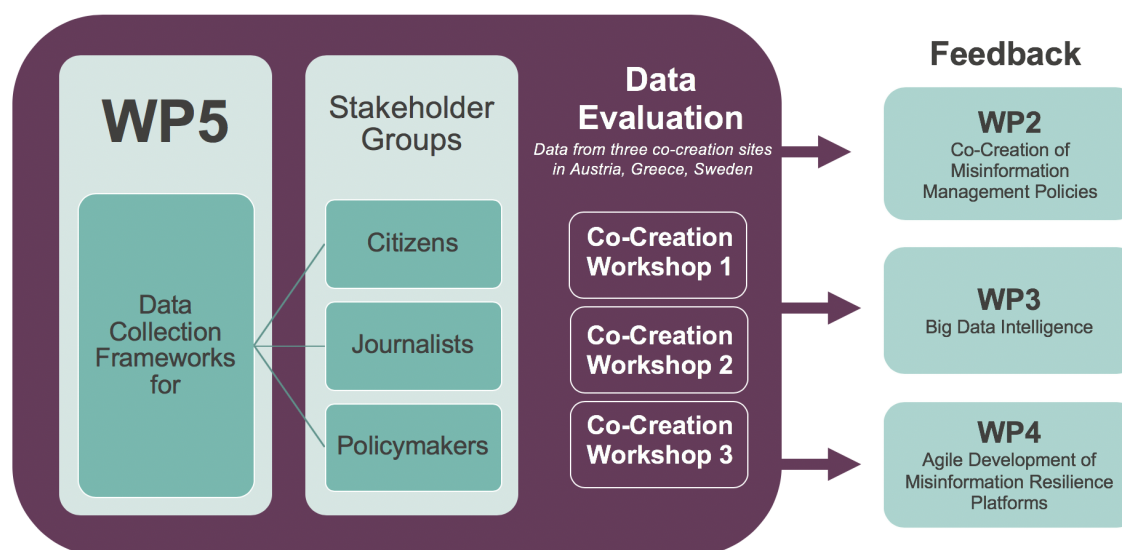 WP5
Data
Collection
Frameworks
for
Stakeholder
Groups
Citizens
Journalists
Policymakers
Data
Evaluation
Data from three co-creation sites
in Austria, Greece, Sweden
Co-Creation
Workshop 1
Co-Creation
Workshop 2
Co-Creation
Workshop 3
Feedback
WP2
Co-Creation of
Misinformation
Management Policies
WP3
Big Data Intelligence
WP4
Agile Development of
Misinformation Resilience
Platforms